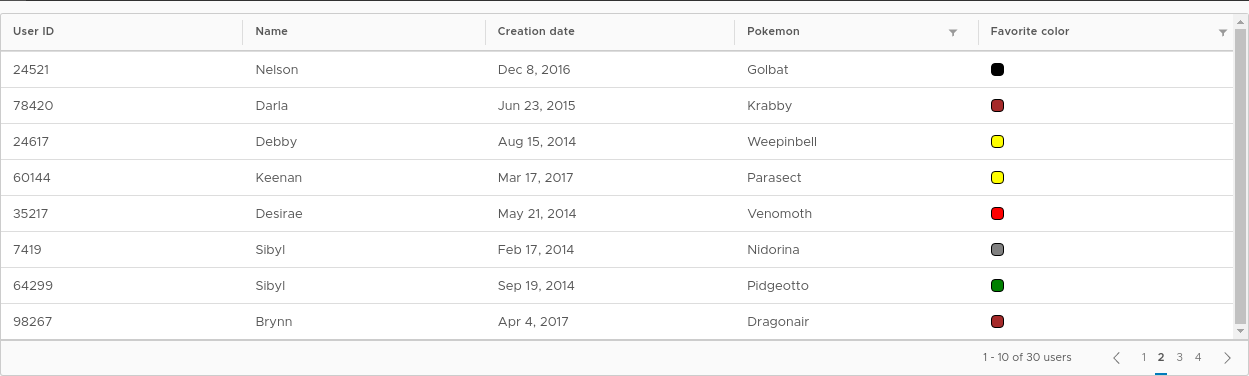 User ID Name Creation date Pokemon Favorite color
24521 Nelson Dec 8, 2016 Golbat
78420 Darla Jun 23, 2015 Krabby
24617 Debby Aug 15, 2014 Weepinbell
60144 Keenan Mar 17, 2017 Parasect
35217 Desirae May 21, 2014 Venomoth
7419 Sibyl Feb 17, 2014 Nidorina
64299 Sibyl Sep 19, 2014 Pidgeotto
98267 Brynn Apr 4, 2017 Dragonair
1 - 10 of 30 users 1 2 3 4